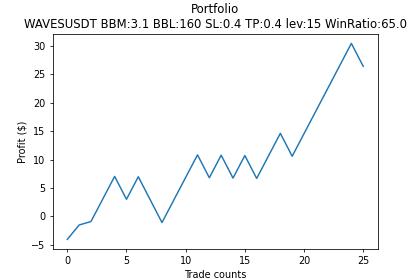 Portfolio
WAVESUSDT BBM:3.1 BBL:160 SL:0.4 TP:0.4 lev:15 WinRatio:65.0
30
25
20
15
10
5
0
−5
Profit ($)
0 5 10 15 20 25
Trade counts